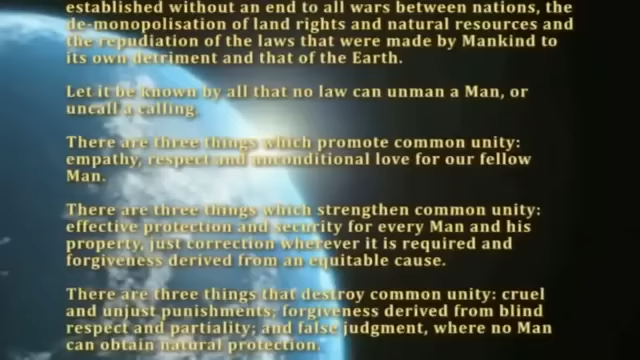 established without an end to all wars between nations, the
de-monopolisation of land rights and natural resources and
the repudiation of the laws that were made by Mankind to
its own detriment and that of the Earth.
Let it be known by all that no law can unman a Man, or
uncall a calling.
There are three things which promote common unity:
empathy, respect and unconditional love for our fellow
Man.
There are three things which strengthen common unity:
effective protection and security for every Man and his
property, just correction wherever it is required and
forgiveness derived from an equitable cause.
There are three things that destroy common unity: cruel
and unjust punishments; forgiveness derived from blind
respect and partiality; and false judgment, where no Man
can obtain natural protection.